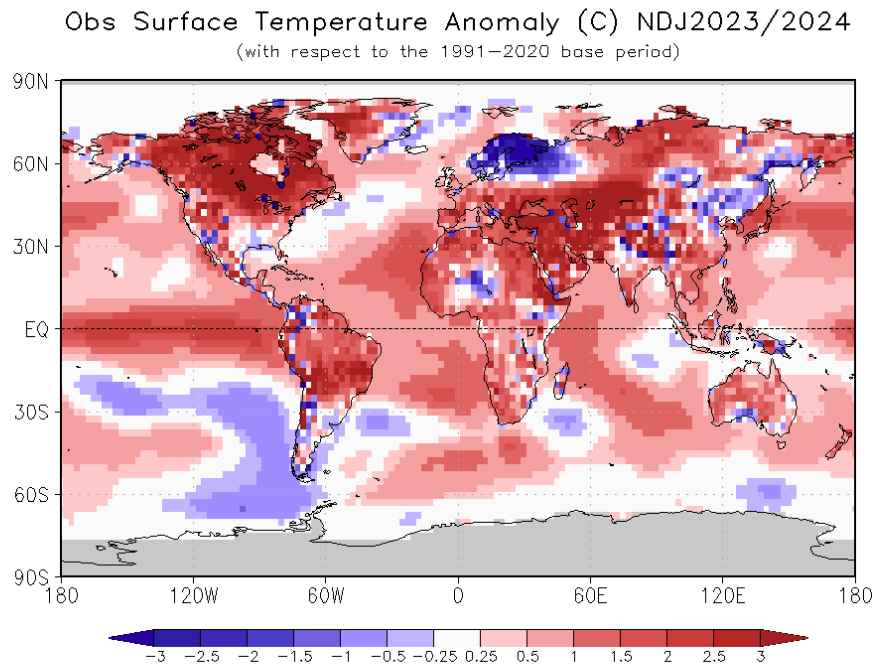 Obs Surface Temperature Anomaly (C) NDJ2023/2024
(with respect to the 1991−2020 base period)
90N
60N
30N
EQ
30S
60S
90S
180 120W 60W 0 60E 120E 180
−3 −2.5 −2 −1.5 −1 −0.5 −0.25 0.25 0.5 1 1.5 2 2.5 3